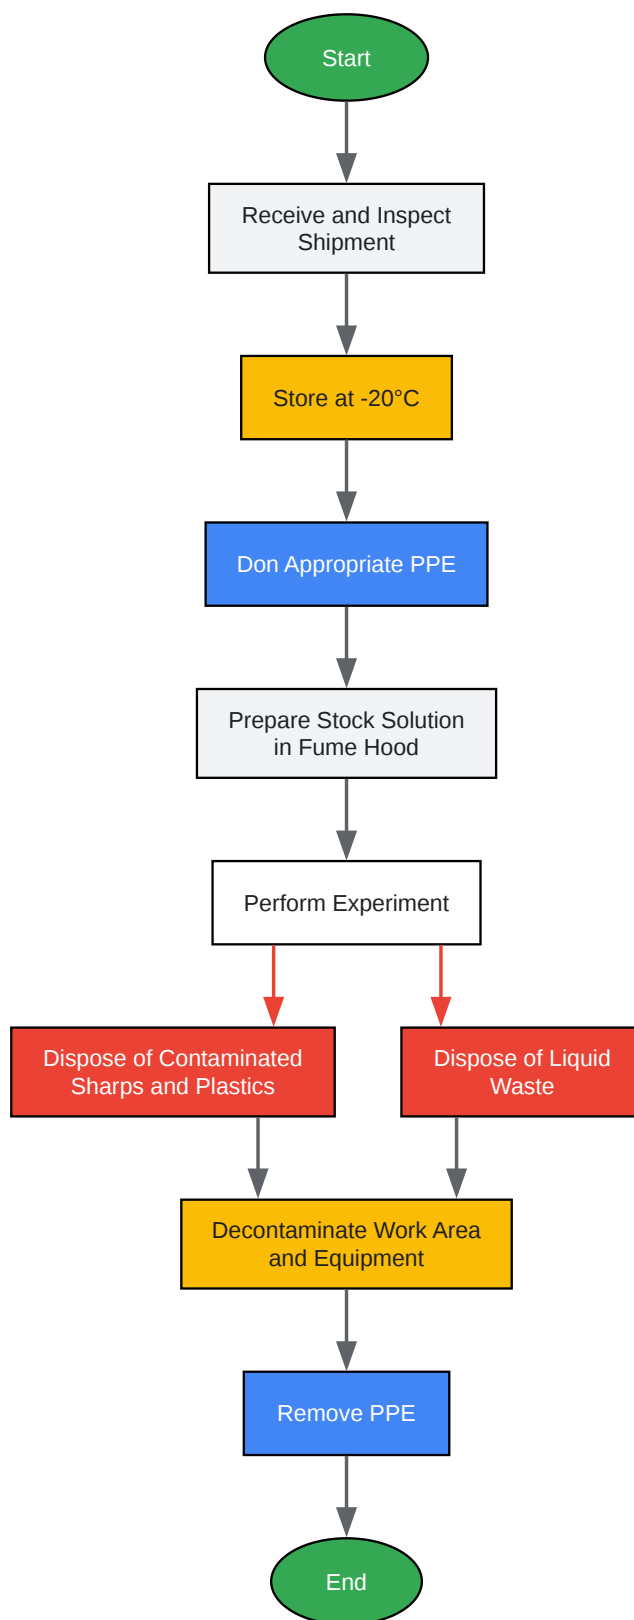 Start
Receive and Inspect
Shipment
Store at -20°C
Don Appropriate PPE
Prepare Stock Solution
in Fume Hood
Perform Experiment
Dispose of Contaminated
Sharps and Plastics
Dispose of Liquid
Waste
Decontaminate Work Area
and Equipment
Remove PPE
End